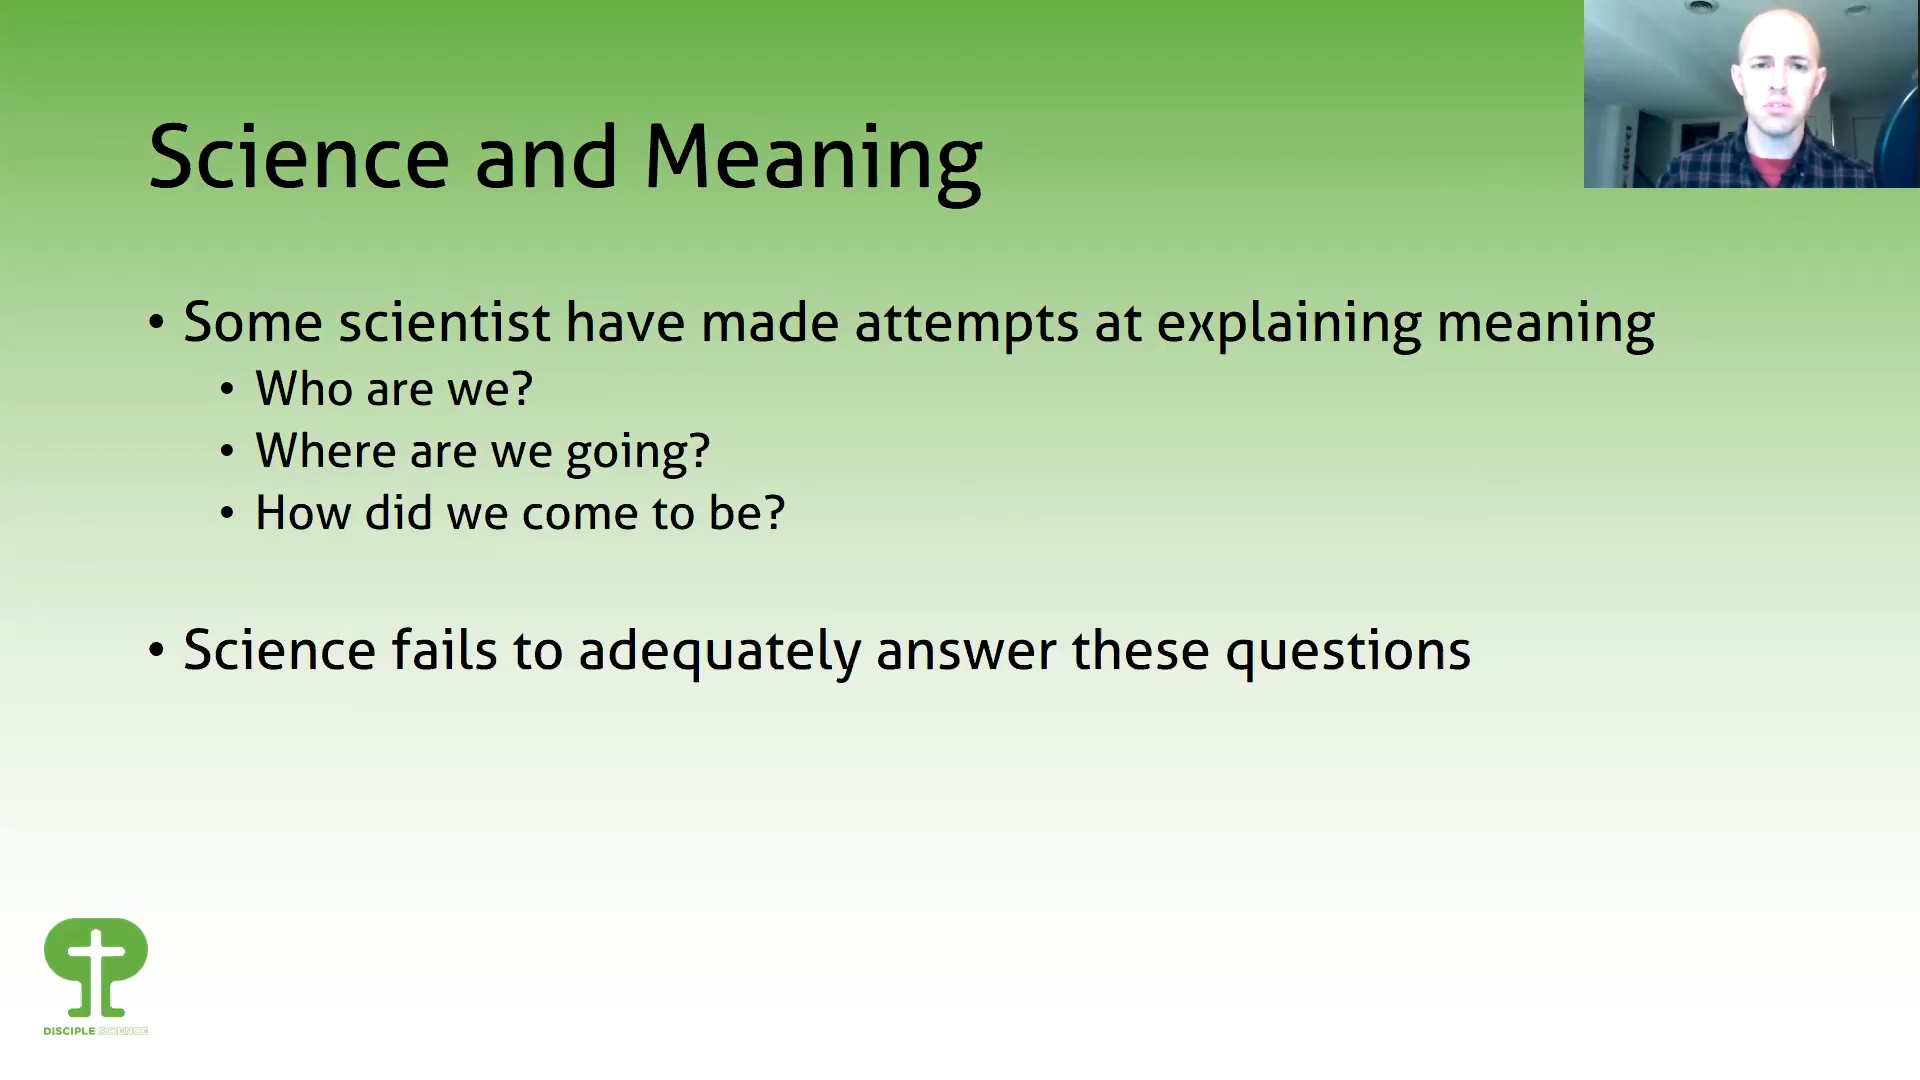 Science and Meaning
• Some scientist have made attempts at explaining meaning
• Who are we?
• Where are we going?
• How did we come to be?
• Science fails to adequately answer these questions
DISCIPLE SCIENCE